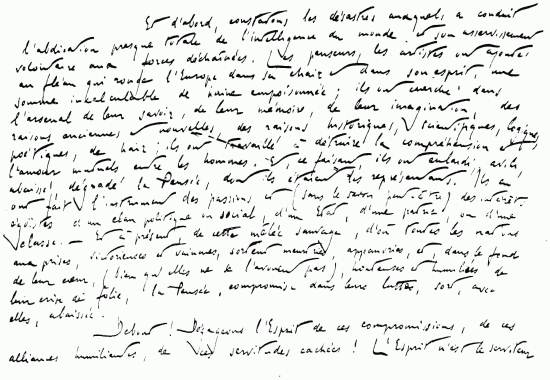 Et d'abord, constatons les désastres auxquels a conduit
l'abdication presque totale de l'intelligence du monde et son asservissement
volontaire aux forces déchaînées. Les penseurs, les artistes ont ajouté
au fléau qui ronge l'Europe dans sa chair et dans son esprit une
somme incalculable de haine empoisonnée ; ils ont cherché dans
l'arsenal de leur savoir, de leur mémoire, de leur imagination, des
raisons anciennes et nouvelles, des raisons historiques, scientifiques, logiques,
poétiques, de haïr ; ils ont travaillé à détruire la compréhension et
l'amour mutuels entre les hommes. Et ce faisant, ils ont enlaidi, avili,
abaissé, dégradé la Pensée, dont ils étaient les représentants. Ils en
ont fait l'instrument des passions et (sans le savoir peut-être) des intérêts
égoïstes d'un clan politique ou social, d'un État, d'une patrie ou d'une
classe. — Et à présent, de cette mêlée sauvage, d'où toutes les nations
aux prises, victorieuses et vaincues, sortent meurtries, appauvries, et, dans le fond
de leur cœur, (bien qu'elles ne se l'avouent pas), honteuses et humiliées de
leur crise de folie, la Pensée, compromise dans leurs luttes, sort, avec
elles, abaissée.
Debout ! Dégageons l'Esprit de ces compromissions, de ces
alliances humiliantes, de ces servitudes cachées ! L'Esprit n'est le serviteur